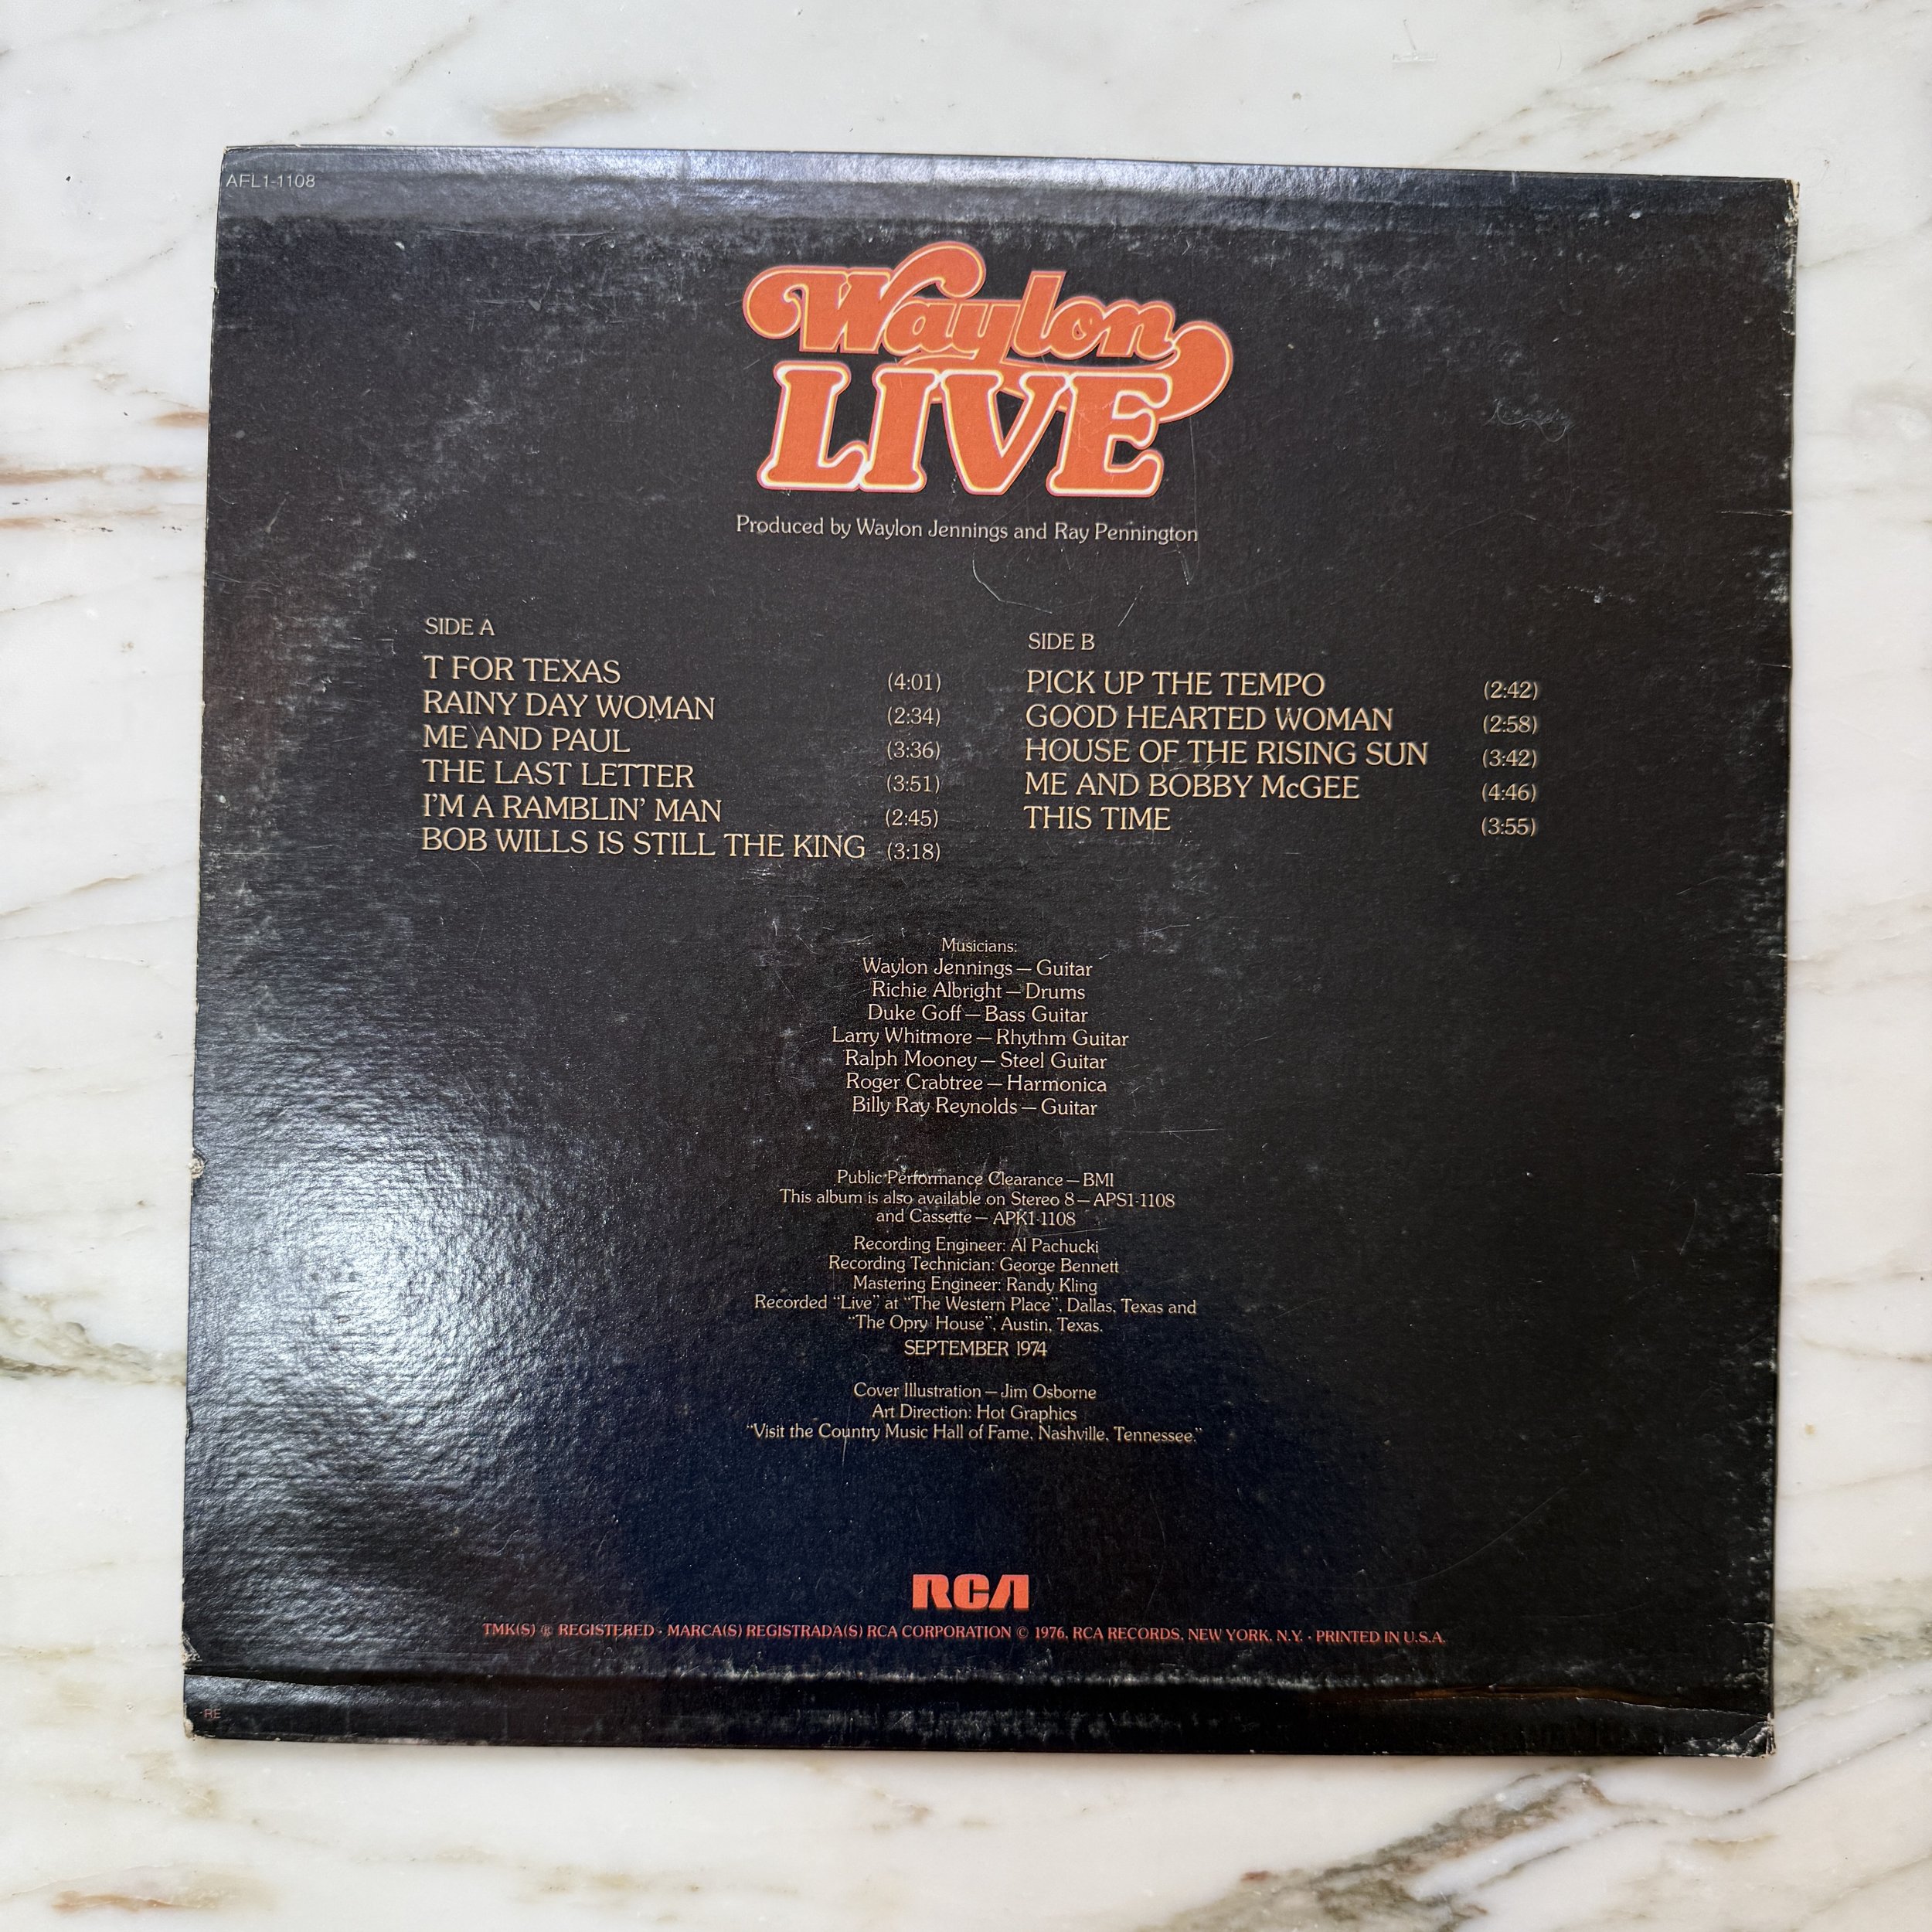 AFL1-1108
Waylon
LIVE
Produced by Waylon Jennings and Ray Pennington
SIDE A
T FOR TEXAS (4:01)
RAINY DAY WOMAN (2:34)
ME AND PAUL (3:36)
THE LAST LETTER (3:51)
I'M A RAMBLIN' MAN (2:45)
BOB WILLS IS STILL THE KING (3:18)
SIDE B
PICK UP THE TEMPO (2:42)
GOOD HEARTED WOMAN (2:58)
HOUSE OF THE RISING SUN (3:42)
ME AND BOBBY McGEE (4:46)
THIS TIME (3:55)
Musicians:
Waylon Jennings — Guitar
Richie Albright — Drums
Duke Goff — Bass Guitar
Larry Whitmore — Rhythm Guitar
Ralph Mooney — Steel Guitar
Roger Crabtree — Harmonica
Billy Ray Reynolds — Guitar
Public Performance Clearance — BMI
This album is also available on Stereo 8 — APS1-1108
and Cassette — APK1-1108
Recording Engineer: Al Pachucki
Recording Technician: George Bennett
Mastering Engineer: Randy Kling
Recorded "Live" at "The Western Place", Dallas, Texas and
"The Opry House", Austin, Texas.
SEPTEMBER 1974
Cover Illustration — Jim Osborne
Art Direction: Hot Graphics
"Visit the Country Music Hall of Fame, Nashville, Tennessee."
RCA
TMK(S) ® REGISTERED · MARCA(S) REGISTRADA(S) RCA CORPORATION © 1976, RCA RECORDS, NEW YORK, N.Y. · PRINTED IN U.S.A.
RE